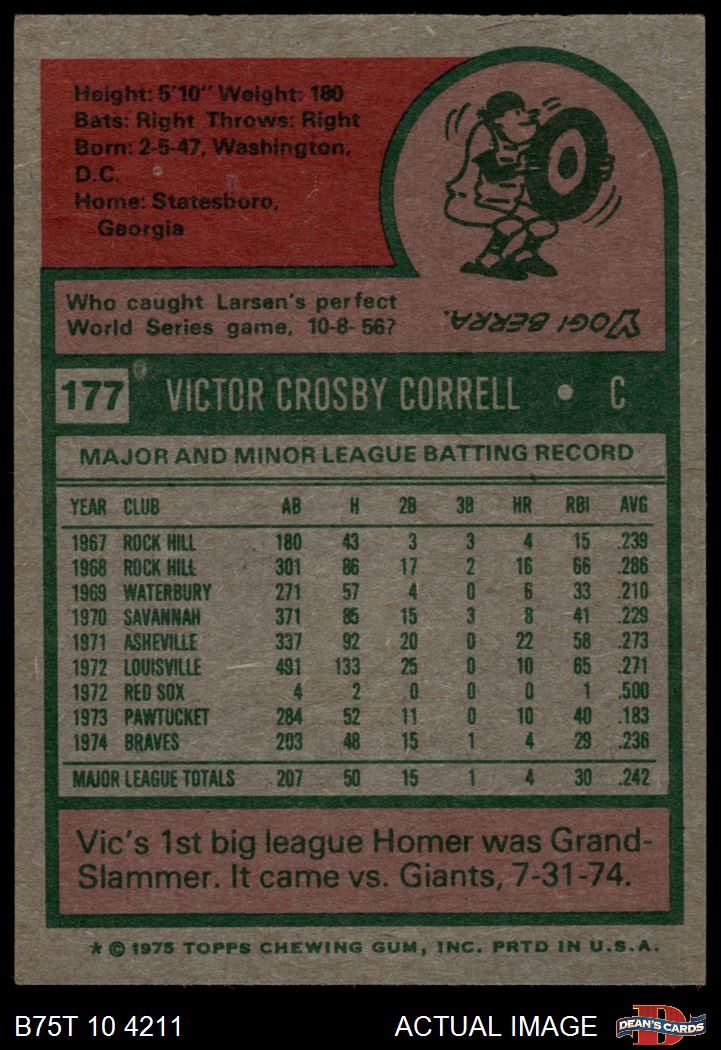 Height: 5'10" Weight: 180
Bats: Right Throws: Right
Born: 2-5-47, Washington,
D.C.
Home: Statesboro,
Georgia
Who caught Larsen's perfect
World Series game, 10-8-56?
YOGI BERRA.
177 VICTOR CROSBY CORRELL • C
MAJOR AND MINOR LEAGUE BATTING RECORD
YEAR CLUB AB H 2B 3B HR RBI AVG
1967 ROCK HILL 180 43 3 3 4 15 .239
1968 ROCK HILL 301 86 17 2 16 66 .286
1969 WATERBURY 271 57 4 0 6 33 .210
1970 SAVANNAH 371 85 15 3 8 41 .229
1971 ASHEVILLE 337 92 20 0 22 58 .273
1972 LOUISVILLE 491 133 25 0 10 65 .271
1972 RED SOX 4 2 0 0 0 1 .500
1973 PAWTUCKET 284 52 11 0 10 40 .183
1974 BRAVES 203 48 15 1 4 29 .236
MAJOR LEAGUE TOTALS 207 50 15 1 4 30 .242
Vic's 1st big league Homer was Grand-
Slammer. It came vs. Giants, 7-31-74.
* © 1975 TOPPS CHEWING GUM, INC. PRTD IN U.S.A.
B75T 10 4211 ACTUAL IMAGE D DEAN'S CARDS